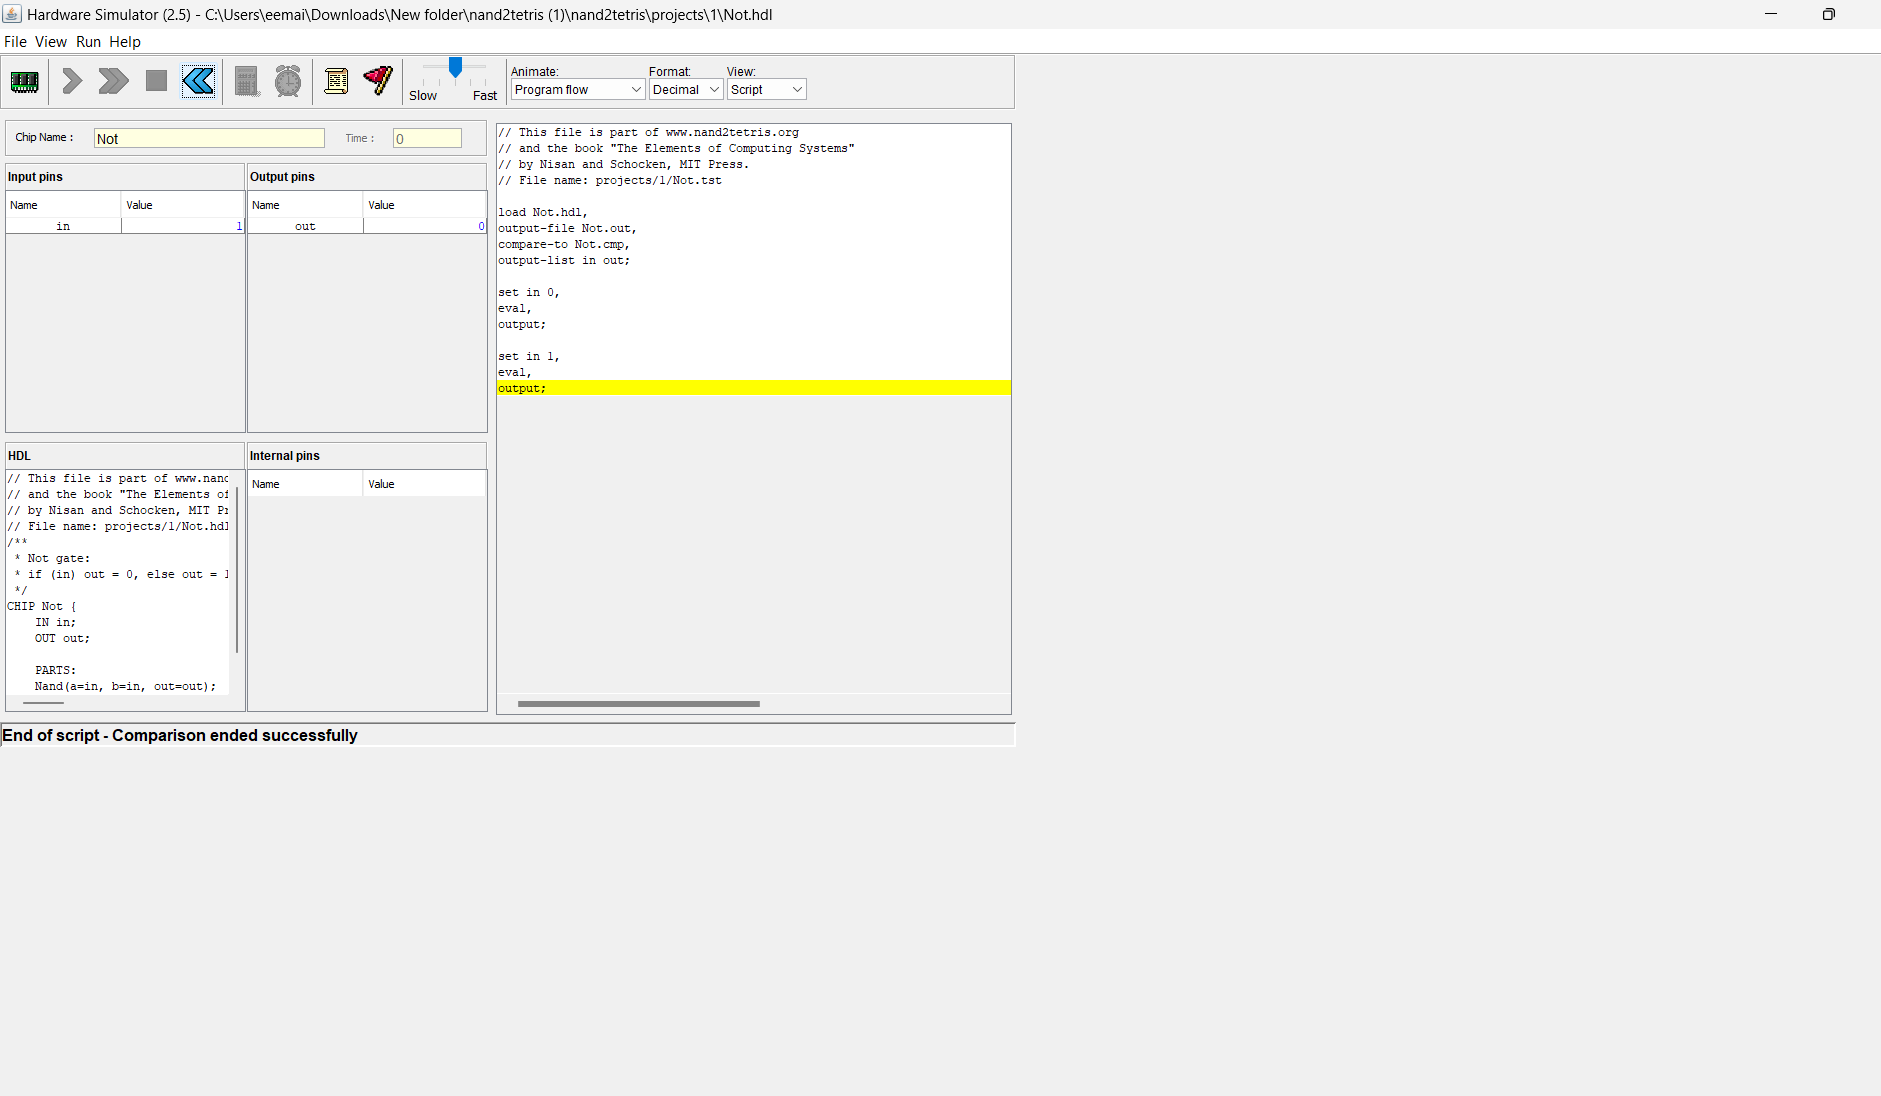 Hardware Simulator (2.5) - C:\Users\eemai\Downloads\New folder\nand2tetris (1)\nand2tetris\projects\1\Not.hdl
File View Run Help
Slow Fast
Animate: Format: View:
Program flow Decimal Script
Chip Name : Not Time : 0
Input pins Output pins
Name Value Name Value
in 1 out 0
HDL Internal pins
Name Value
// This file is part of www.nand
// and the book "The Elements of
// by Nisan and Schocken, MIT Pr
// File name: projects/1/Not.hdl
/**
* Not gate:
* if (in) out = 0, else out = 1
*/
CHIP Not {
IN in;
OUT out;
PARTS:
Nand(a=in, b=in, out=out);
// This file is part of www.nand2tetris.org
// and the book "The Elements of Computing Systems"
// by Nisan and Schocken, MIT Press.
// File name: projects/1/Not.tst
load Not.hdl,
output-file Not.out,
compare-to Not.cmp,
output-list in out;
set in 0,
eval,
output;
set in 1,
eval,
output;
End of script - Comparison ended successfully